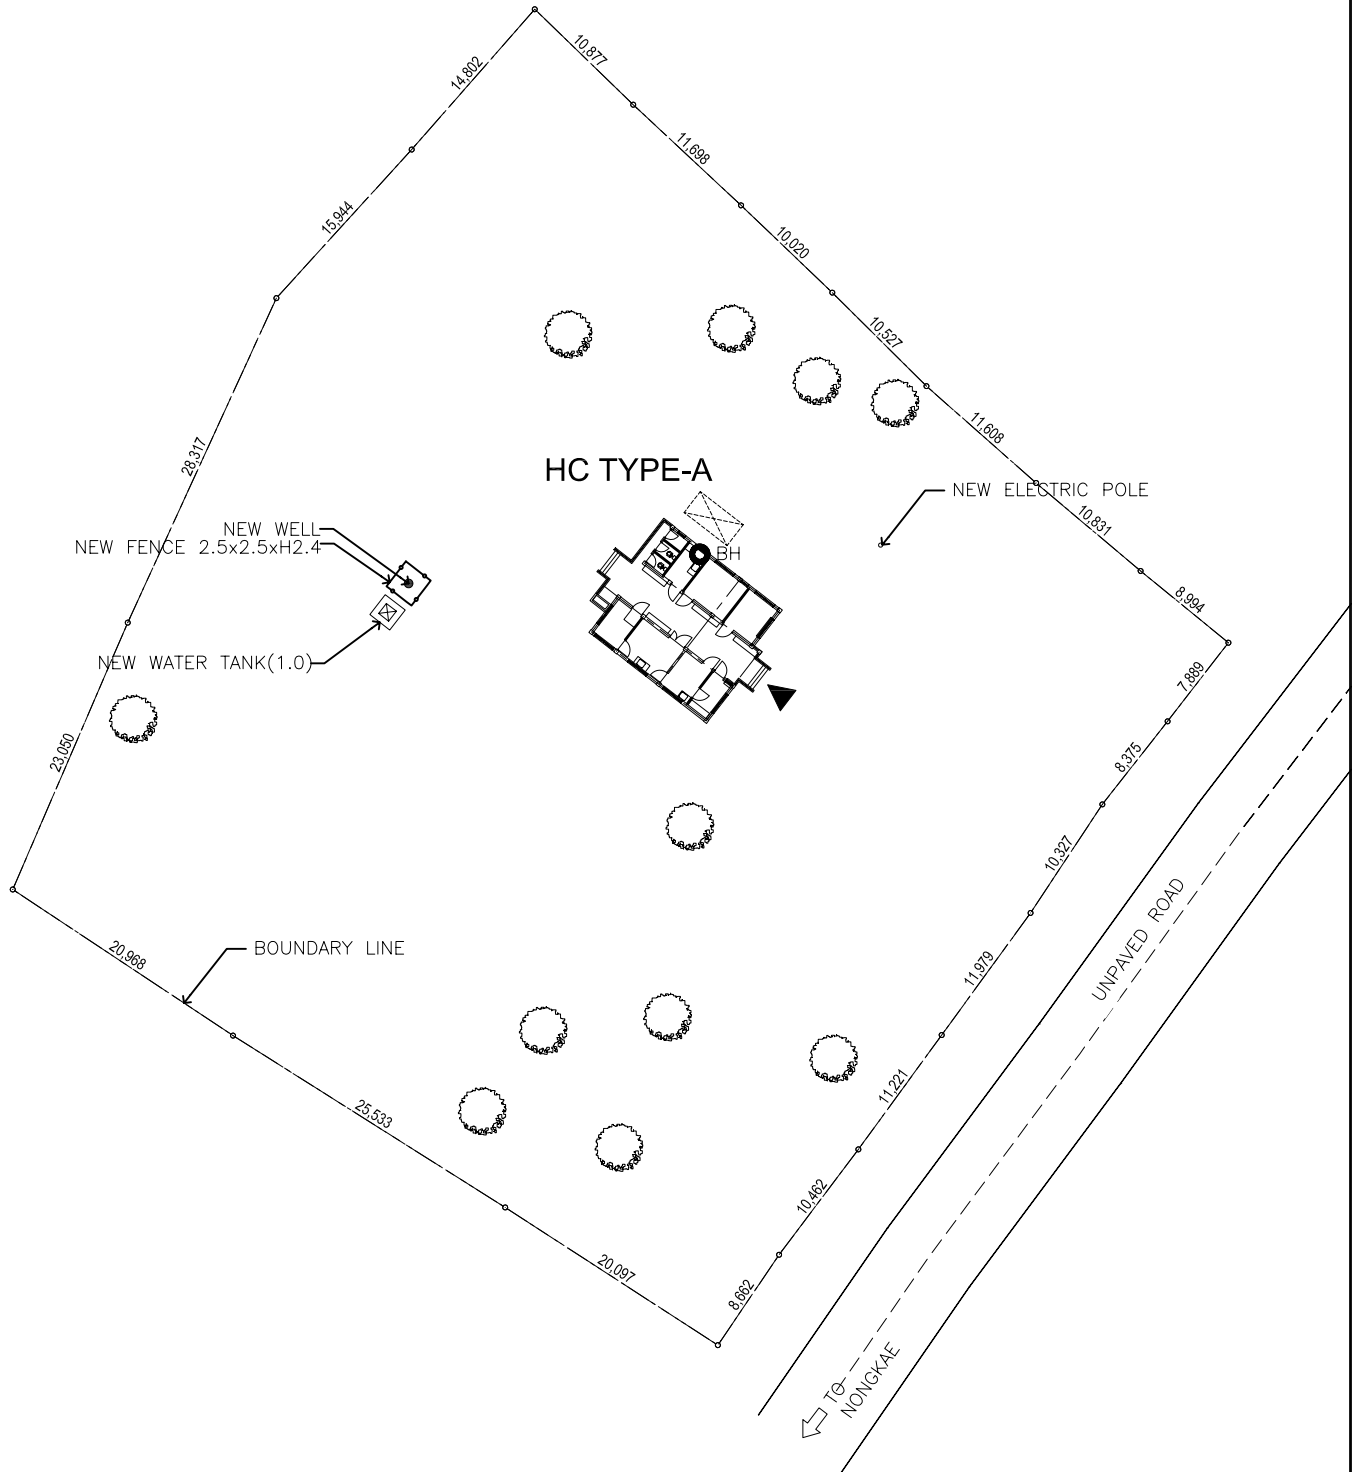 10,877
14,802
11,698
15,944
10,020
10,527
11,608
28,317
HC TYPE-A
NEW ELECTRIC POLE
10,831
NEW WELL
NEW FENCE 2.5x2.5xH2.4
BH
8,994
NEW WATER TANK(1.0)
7,889
23,050
8,375
10,327
UNPAVED ROAD
20,968
BOUNDARY LINE
11,979
11,221
25,533
10,462
20,097
8,662
TO
NONGKAE